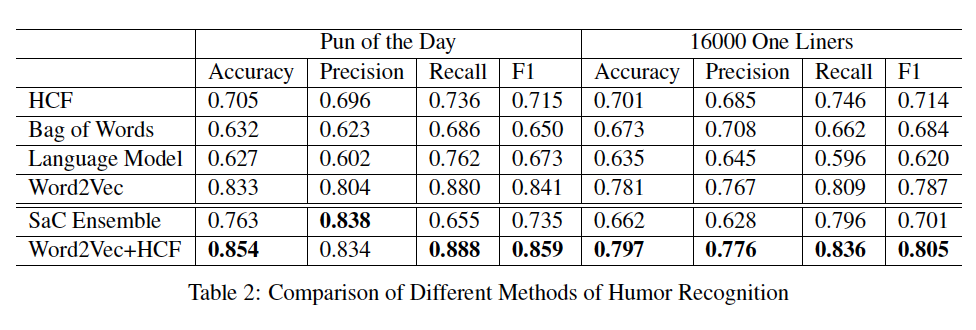 Pun of the Day 16000 One Liners
Accuracy Precision Recall F1 Accuracy Precision Recall F1
HCF 0.705 0.696 0.736 0.715 0.701 0.685 0.746 0.714
Bag of Words 0.632 0.623 0.686 0.650 0.673 0.708 0.662 0.684
Language Model 0.627 0.602 0.762 0.673 0.635 0.645 0.596 0.620
Word2Vec 0.833 0.804 0.880 0.841 0.781 0.767 0.809 0.787
SaC Ensemble 0.763 0.838 0.655 0.735 0.662 0.628 0.796 0.701
Word2Vec+HCF 0.854 0.834 0.888 0.859 0.797 0.776 0.836 0.805
Table 2: Comparison of Different Methods of Humor Recognition